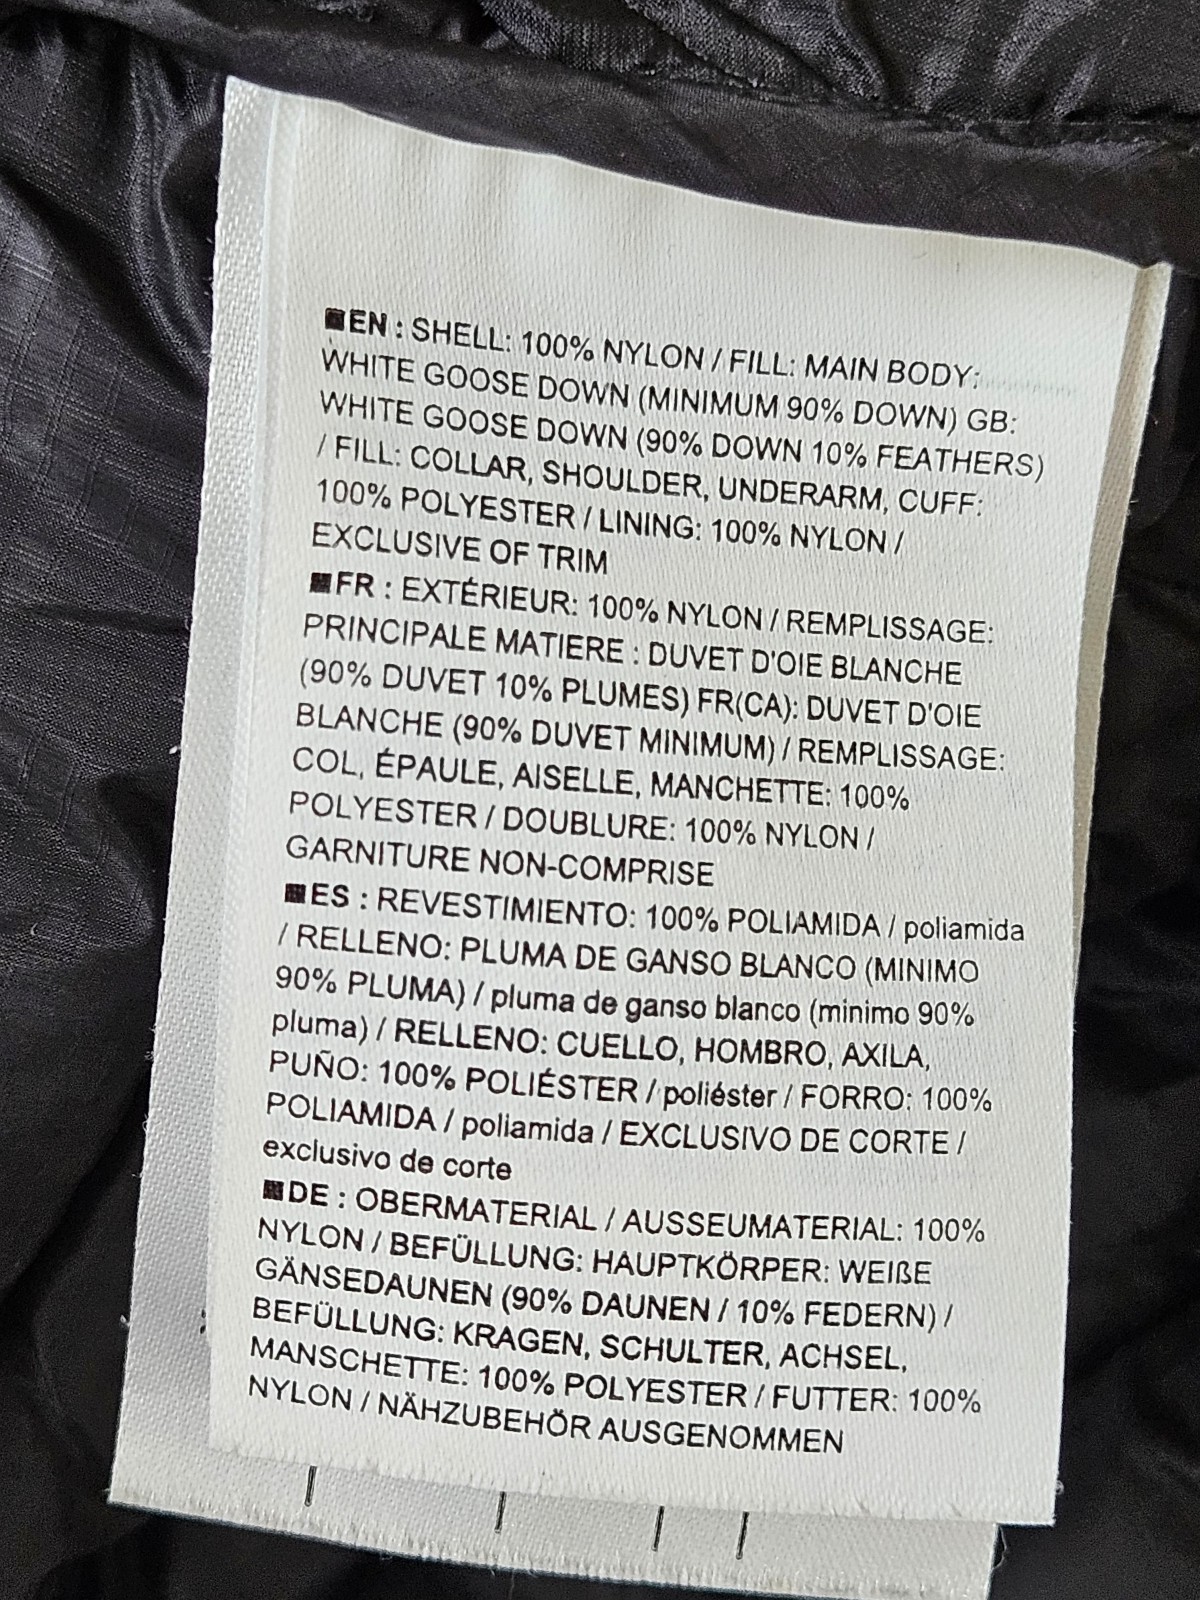 ■EN : SHELL: 100% NYLON / FILL: MAIN BODY:
WHITE GOOSE DOWN (MINIMUM 90% DOWN) GB:
WHITE GOOSE DOWN (90% DOWN 10% FEATHERS)
/ FILL: COLLAR, SHOULDER, UNDERARM, CUFF:
100% POLYESTER / LINING: 100% NYLON /
EXCLUSIVE OF TRIM
■FR : EXTÉRIEUR: 100% NYLON / REMPLISSAGE:
PRINCIPALE MATIERE : DUVET D'OIE BLANCHE
(90% DUVET 10% PLUMES) FR(CA): DUVET D'OIE
BLANCHE (90% DUVET MINIMUM) / REMPLISSAGE:
COL, ÉPAULE, AISELLE, MANCHETTE: 100%
POLYESTER / DOUBLURE: 100% NYLON /
GARNITURE NON-COMPRISE
■ES : REVESTIMIENTO: 100% POLIAMIDA / poliamida
/ RELLENO: PLUMA DE GANSO BLANCO (MINIMO
90% PLUMA) / pluma de ganso blanco (minimo 90%
pluma) / RELLENO: CUELLO, HOMBRO, AXILA,
PUÑO: 100% POLIÉSTER / poliéster / FORRO: 100%
POLIAMIDA / poliamida / EXCLUSIVO DE CORTE /
exclusivo de corte
■DE : OBERMATERIAL / AUSSEUMATERIAL: 100%
NYLON / BEFÜLLUNG: HAUPTKÖRPER: WEIßE
GÄNSEDAUNEN (90% DAUNEN / 10% FEDERN) /
BEFÜLLUNG: KRAGEN, SCHULTER, ACHSEL,
MANSCHETTE: 100% POLYESTER / FUTTER: 100%
NYLON / NÄHZUBEHÖR AUSGENOMMEN